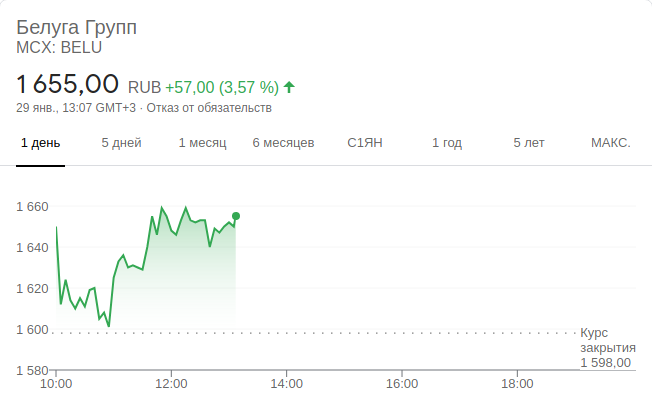 Белуга Групп
MCX: BELU
1 655,00 RUB +57,00 (3,57 %)
29 янв., 13:07 GMT+3 · Отказ от обязательств
1 день 5 дней 1 месяц 6 месяцев С1ЯН 1 год 5 лет МАКС.
1 660
1 640
1 620
1 600
Курс
закрытия
1 598,00
1 580
10:00 12:00 14:00 16:00 18:00